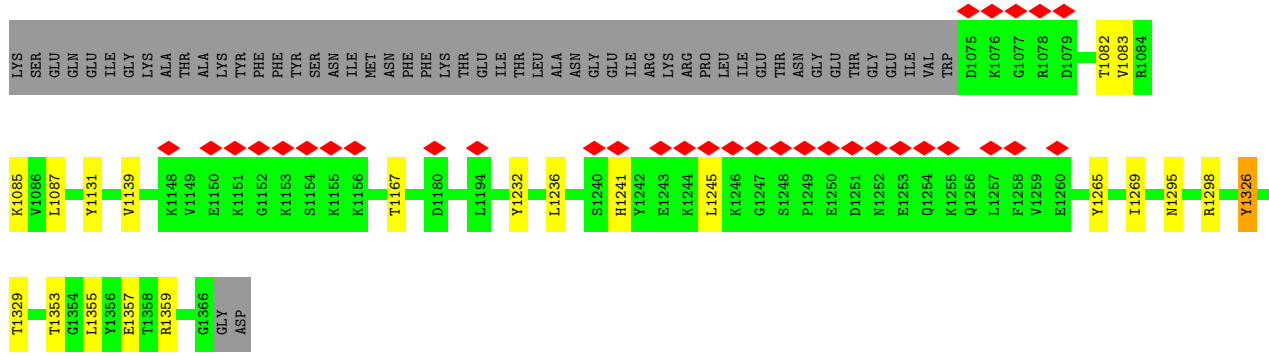 LYS SER GLU GLN GLU ILE GLY LYS ALA THR ALA LYS TYR PHE PHE TYR SER ASN ILE MET ASN PHE PHE LYS THR GLU ILE THR LEU ALA ASN GLY GLU ILE ARG LYS ARG PRO LEU ILE GLU THR ASN GLY GLU THR GLY GLU ILE VAL TRP D1075 K1076 G1077 R1078 D1079 T1082 V1083 R1084
K1085 V1086 L1087 Y1131 V1139 K1148 V1149 E1150 K1151 G1152 K1153 S1154 K1155 K1156 T1167 D1180 L1194 Y1232 L1236 S1240 H1241 Y1242 E1243 K1244 L1245 K1246 G1247 S1248 P1249 E1250 D1251 N1252 E1253 Q1254 K1255 Q1256 L1257 F1258 V1259 E1260 Y1265 I1269 N1295 R1298 Y1326
T1329 T1353 G1354 L1355 Y1356 E1357 T1358 R1359 G1366 GLY ASP